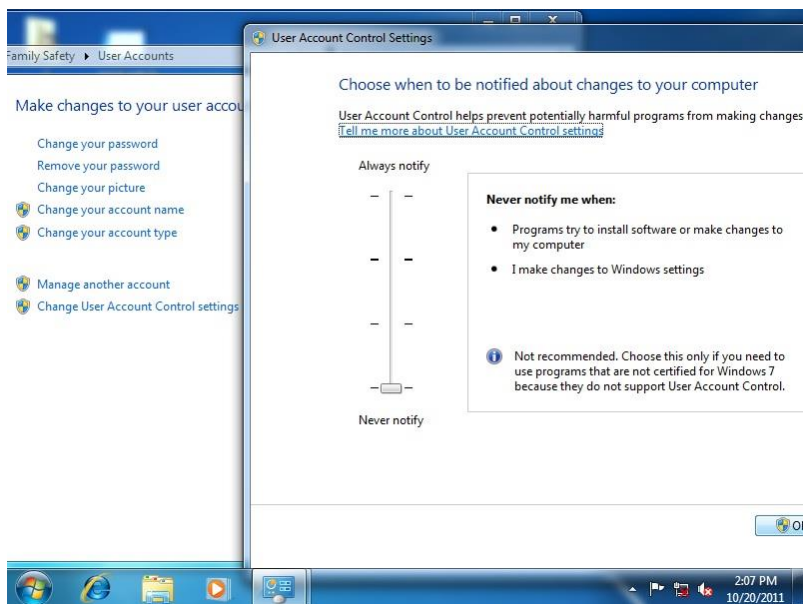 Family Safety ▸ User Accounts
Make changes to your user accou
Change your password
Remove your password
Change your picture
Change your account name
Change your account type
Manage another account
Change User Account Control settings
User Account Control Settings
Choose when to be notified about changes to your computer
User Account Control helps prevent potentially harmful programs from making changes
Tell me more about User Account Control settings
Always notify
Never notify
Never notify me when:
• Programs try to install software or make changes to
my computer
• I make changes to Windows settings
Not recommended. Choose this only if you need to
use programs that are not certified for Windows 7
because they do not support User Account Control.
2:07 PM
10/20/2011